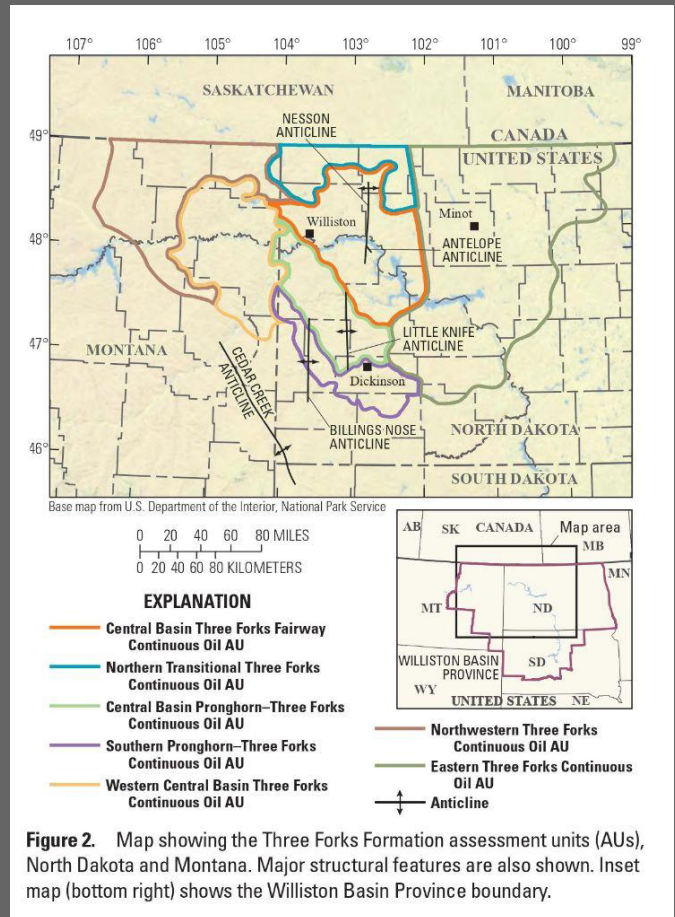 107° 106° 105° 104° 103° 102° 101° 100° 99°
SASKATCHEWAN
MANITOBA
NESSON
ANTICLINE
49°
CANADA
UNITED STATES
Williston
Minot
48°
ANTELOPE
ANTICLINE
47°
MONTANA
CEDAR CREEK
ANTICLINE
LITTLE KNIFE
ANTICLINE
Dickinson
BILLINGS NOSE
ANTICLINE
NORTH DAKOTA
46°
SOUTH DAKOTA
Base map from U.S. Department of the Interior, National Park Service
0 20 40 60 80 MILES
0 20 40 60 80 KILOMETERS
AB SK CANADA Map area
MB
MN
MT ND
WILLISTON BASIN
PROVINCE
SD
WY
UNITED STATES NE
EXPLANATION
Central Basin Three Forks Fairway
Continuous Oil AU
Northern Transitional Three Forks
Continuous Oil AU
Central Basin Pronghorn–Three Forks
Continuous Oil AU
Southern Pronghorn–Three Forks
Continuous Oil AU
Western Central Basin Three Forks
Continuous Oil AU
Northwestern Three Forks
Continuous Oil AU
Eastern Three Forks Continuous
Oil AU
Anticline
Figure 2. Map showing the Three Forks Formation assessment units (AUs),
North Dakota and Montana. Major structural features are also shown. Inset
map (bottom right) shows the Williston Basin Province boundary.